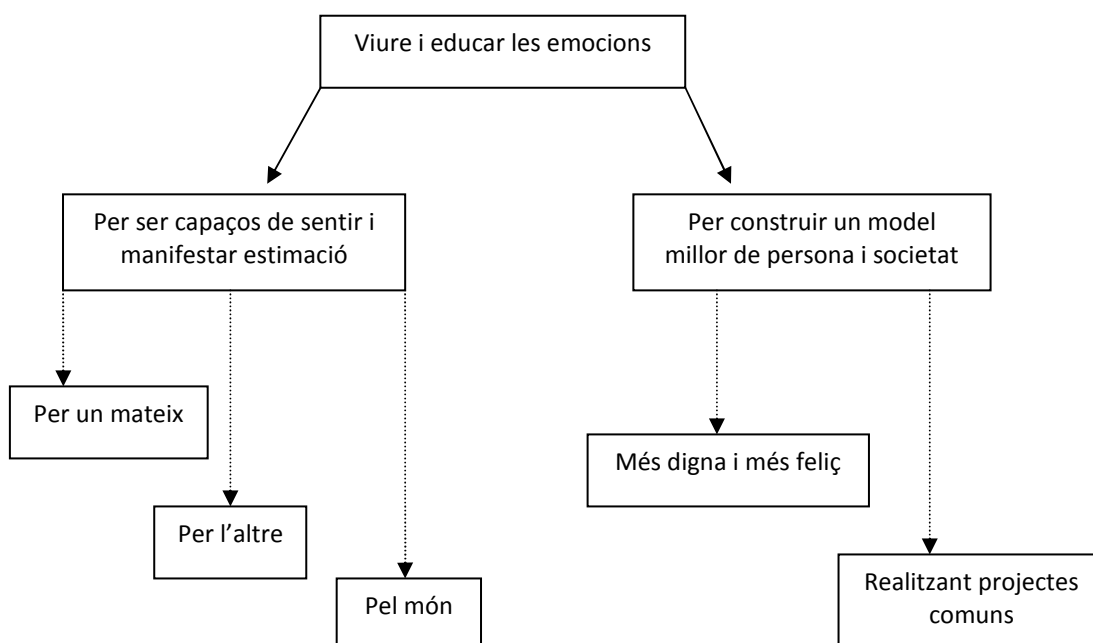 Viure i educar les emocions
Per ser capaços de sentir i
manifestar estimació
Per construir un model
millor de persona i societat
Per un mateix
Més digna i més feliç
Per l’altre
Realitzant projectes
comuns
Pel món